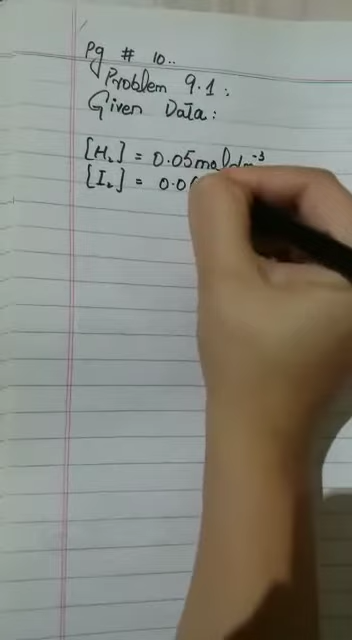 Pg # 10..
Problem 9.1:
Given Data:
[H₂] = 0.05 mol dm⁻³
[I₂] = 0.0